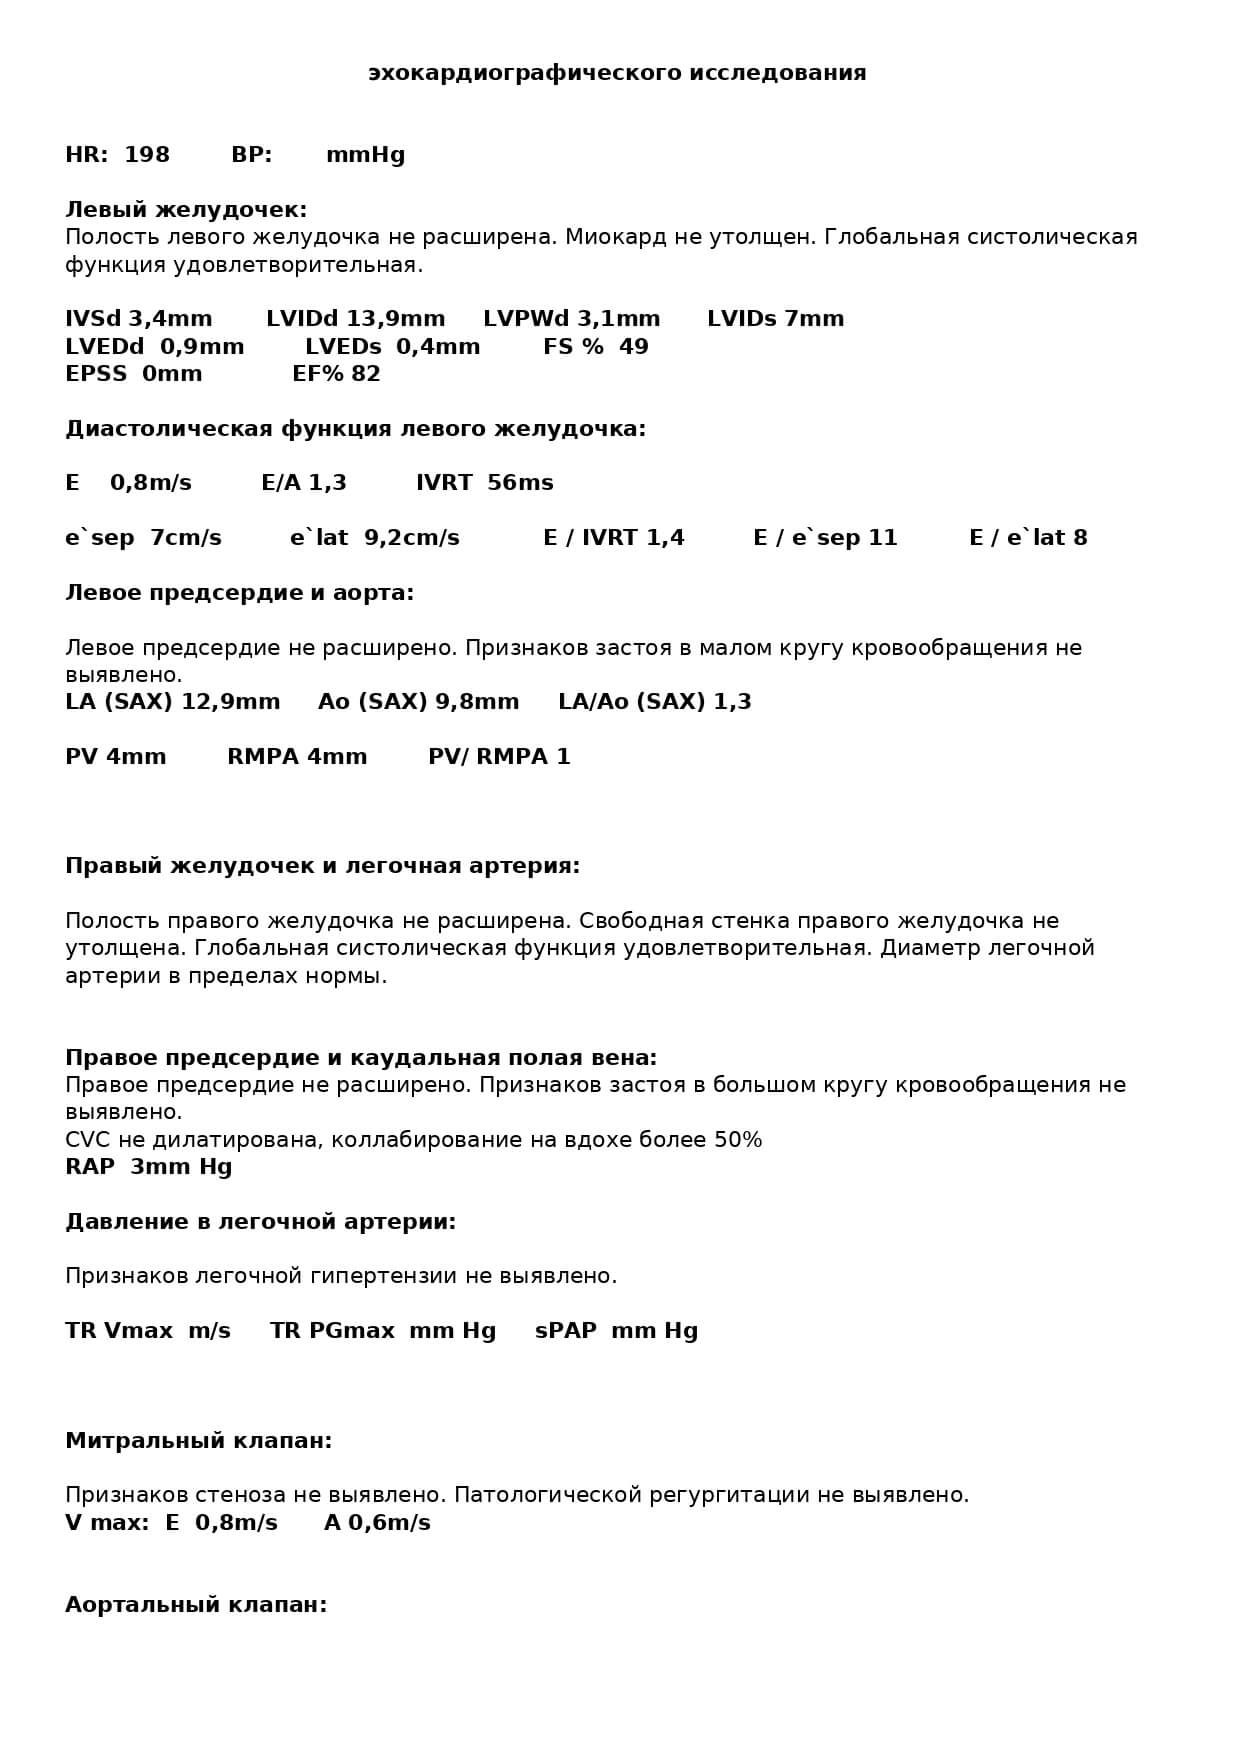 эхокардиографического исследования
HR: 198 BP: mmHg
Левый желудочек:
Полость левого желудочка не расширена. Миокард не утолщен. Глобальная систолическая
функция удовлетворительная.
IVSd 3,4mm LVIDd 13,9mm LVPWd 3,1mm LVIDs 7mm
LVEDd 0,9mm LVEDs 0,4mm FS % 49
EPSS 0mm EF% 82
Диастолическая функция левого желудочка:
E 0,8m/s E/A 1,3 IVRT 56ms
e`sep 7cm/s e`lat 9,2cm/s E / IVRT 1,4 E / e`sep 11 E / e`lat 8
Левое предсердие и аорта:
Левое предсердие не расширено. Признаков застоя в малом кругу кровообращения не
выявлено.
LA (SAX) 12,9mm Ao (SAX) 9,8mm LA/Ao (SAX) 1,3
PV 4mm RMPA 4mm PV/ RMPA 1
Правый желудочек и легочная артерия:
Полость правого желудочка не расширена. Свободная стенка правого желудочка не
утолщена. Глобальная систолическая функция удовлетворительная. Диаметр легочной
артерии в пределах нормы.
Правое предсердие и каудальная полая вена:
Правое предсердие не расширено. Признаков застоя в большом кругу кровообращения не
выявлено.
CVC не дилатирована, коллабирование на вдохе более 50%
RAP 3mm Hg
Давление в легочной артерии:
Признаков легочной гипертензии не выявлено.
TR Vmax m/s TR PGmax mm Hg sPAP mm Hg
Митральный клапан:
Признаков стеноза не выявлено. Патологической регургитации не выявлено.
V max: E 0,8m/s A 0,6m/s
Аортальный клапан: